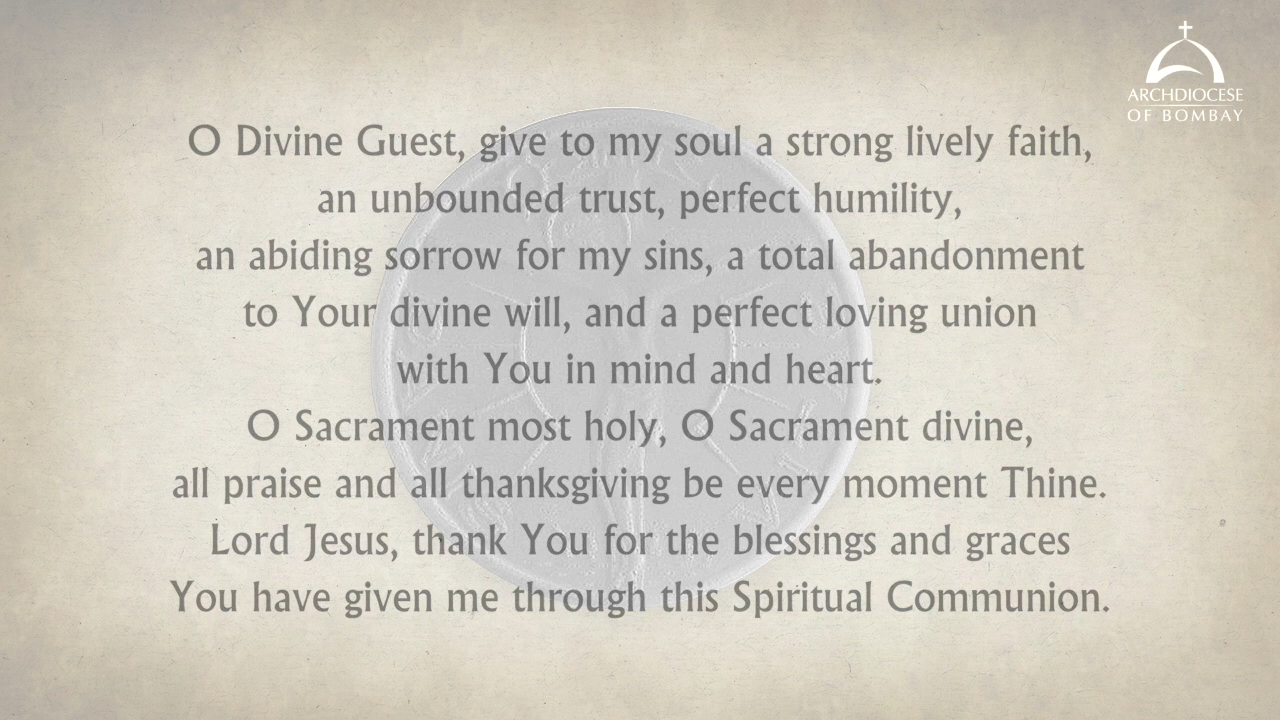 ARCHDIOCESE
OF BOMBAY
O Divine Guest, give to my soul a strong lively faith,
an unbounded trust, perfect humility,
an abiding sorrow for my sins, a total abandonment
to Your divine will, and a perfect loving union
with You in mind and heart.
O Sacrament most holy, O Sacrament divine,
all praise and all thanksgiving be every moment Thine.
Lord Jesus, thank You for the blessings and graces
You have given me through this Spiritual Communion.